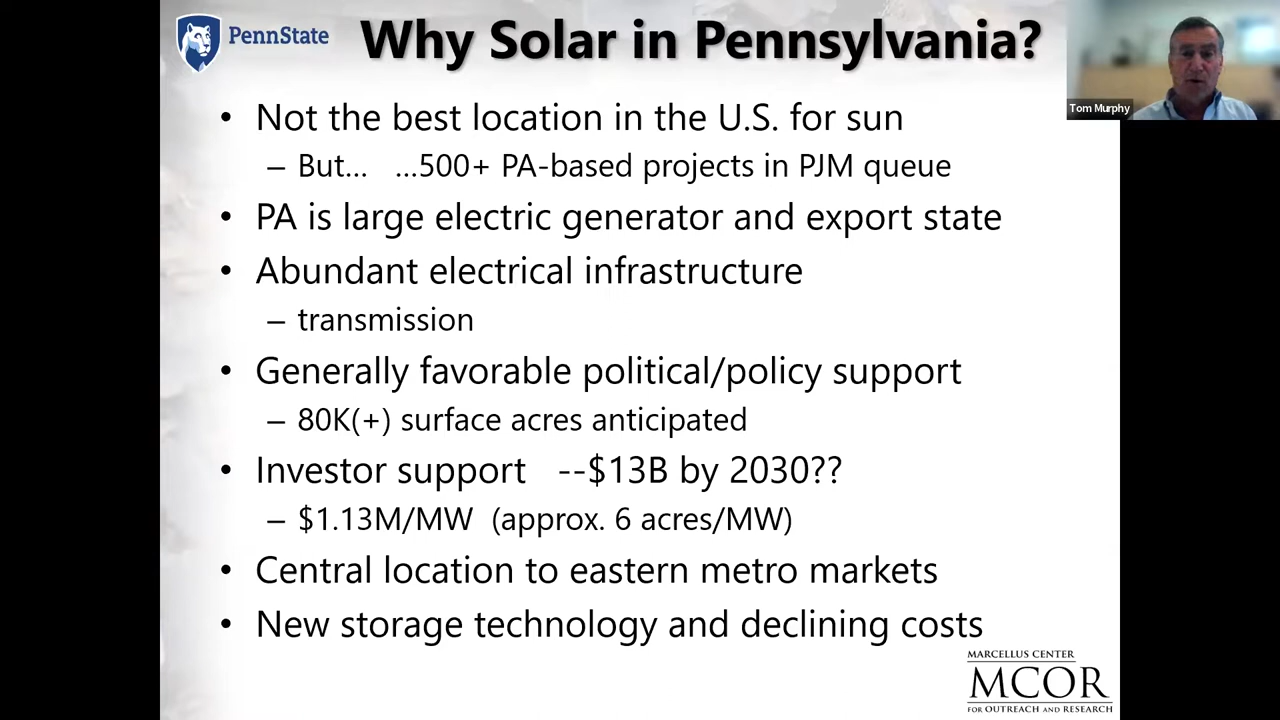 PennState
Why Solar in Pennsylvania?
Tom Murphy
• Not the best location in the U.S. for sun
– But... ...500+ PA-based projects in PJM queue
• PA is large electric generator and export state
• Abundant electrical infrastructure
– transmission
• Generally favorable political/policy support
– 80K(+) surface acres anticipated
• Investor support --$13B by 2030??
– $1.13M/MW (approx. 6 acres/MW)
• Central location to eastern metro markets
• New storage technology and declining costs
MARCELLUS CENTER
MCOR
FOR OUTREACH AND RESEARCH